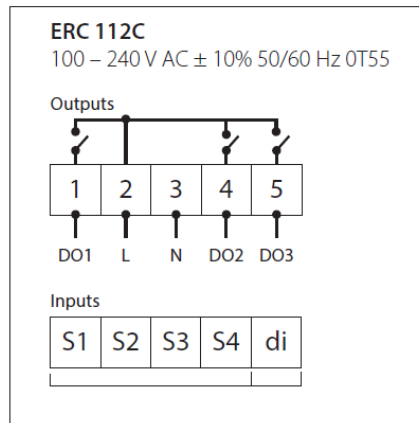 ERC 112C
100 – 240 V AC ± 10% 50/60 Hz 0T55
Outputs
1 2 3 4 5
DO1 L N DO2 DO3
Inputs
S1 S2 S3 S4 di